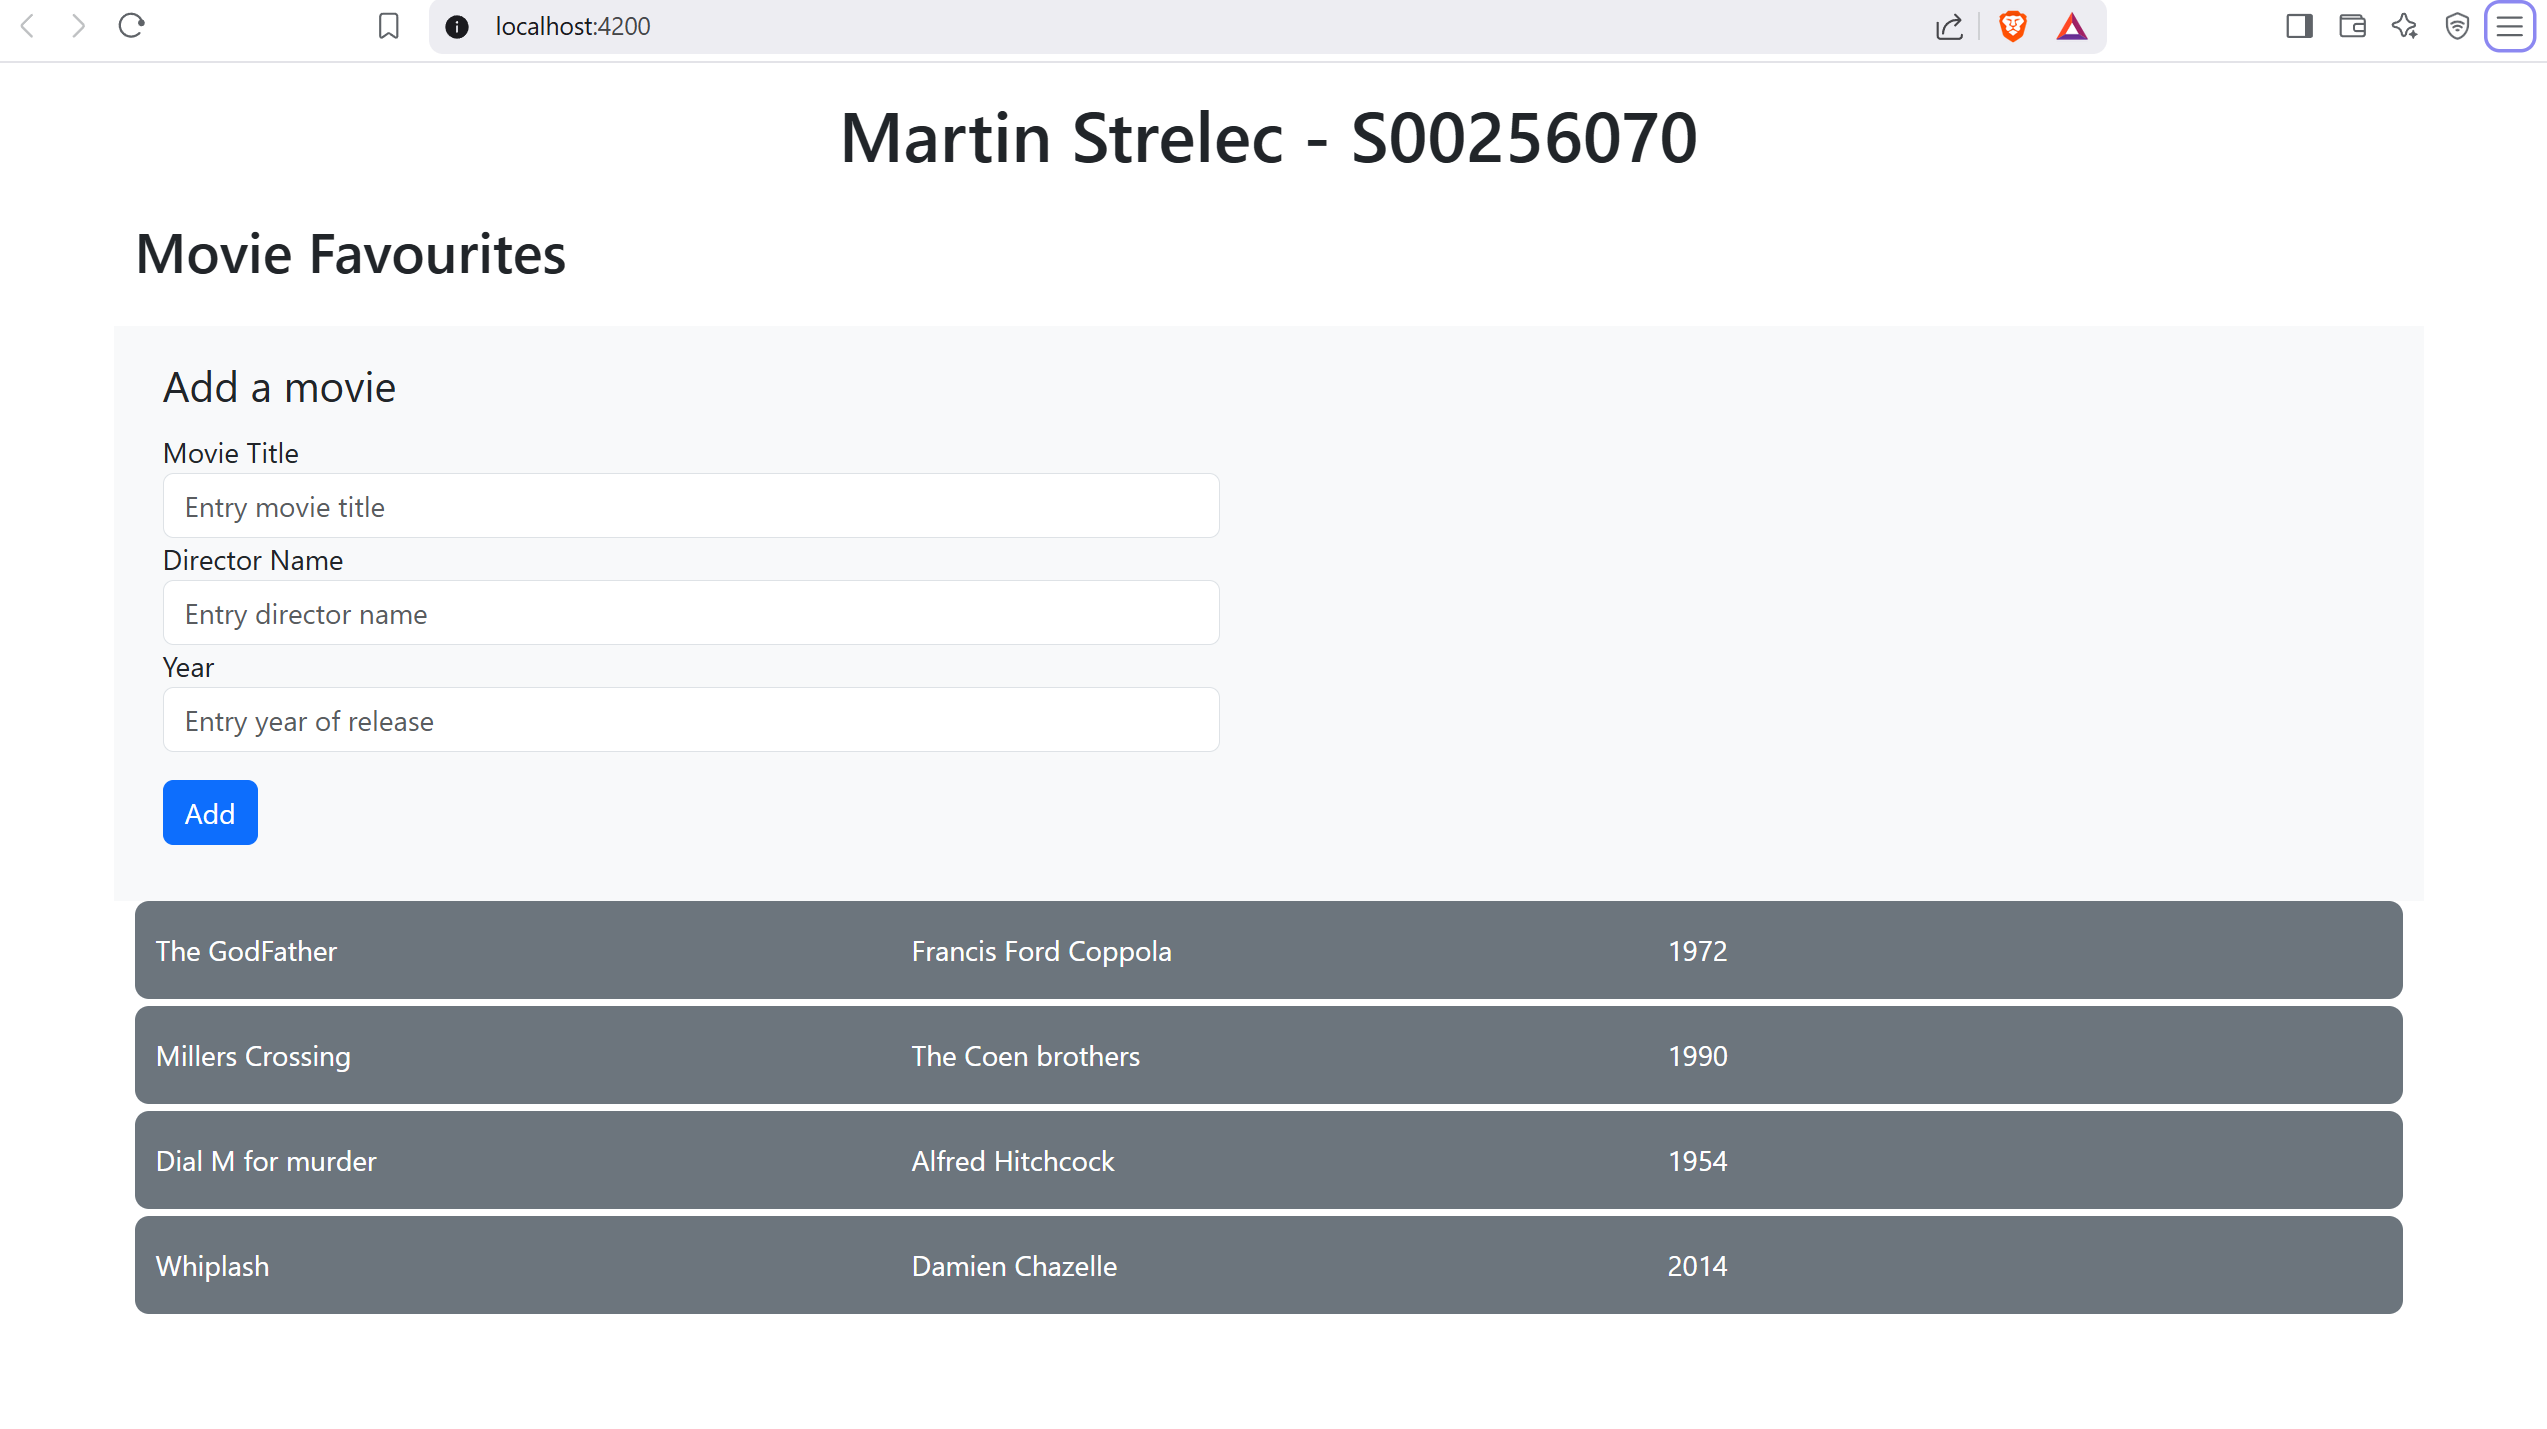 localhost:4200
Martin Strelec - S00256070
Movie Favourites
Add a movie
Movie Title
Entry movie title
Director Name
Entry director name
Year
Entry year of release
Add
The GodFather Francis Ford Coppola 1972
Millers Crossing The Coen brothers 1990
Dial M for murder Alfred Hitchcock 1954
Whiplash Damien Chazelle 2014